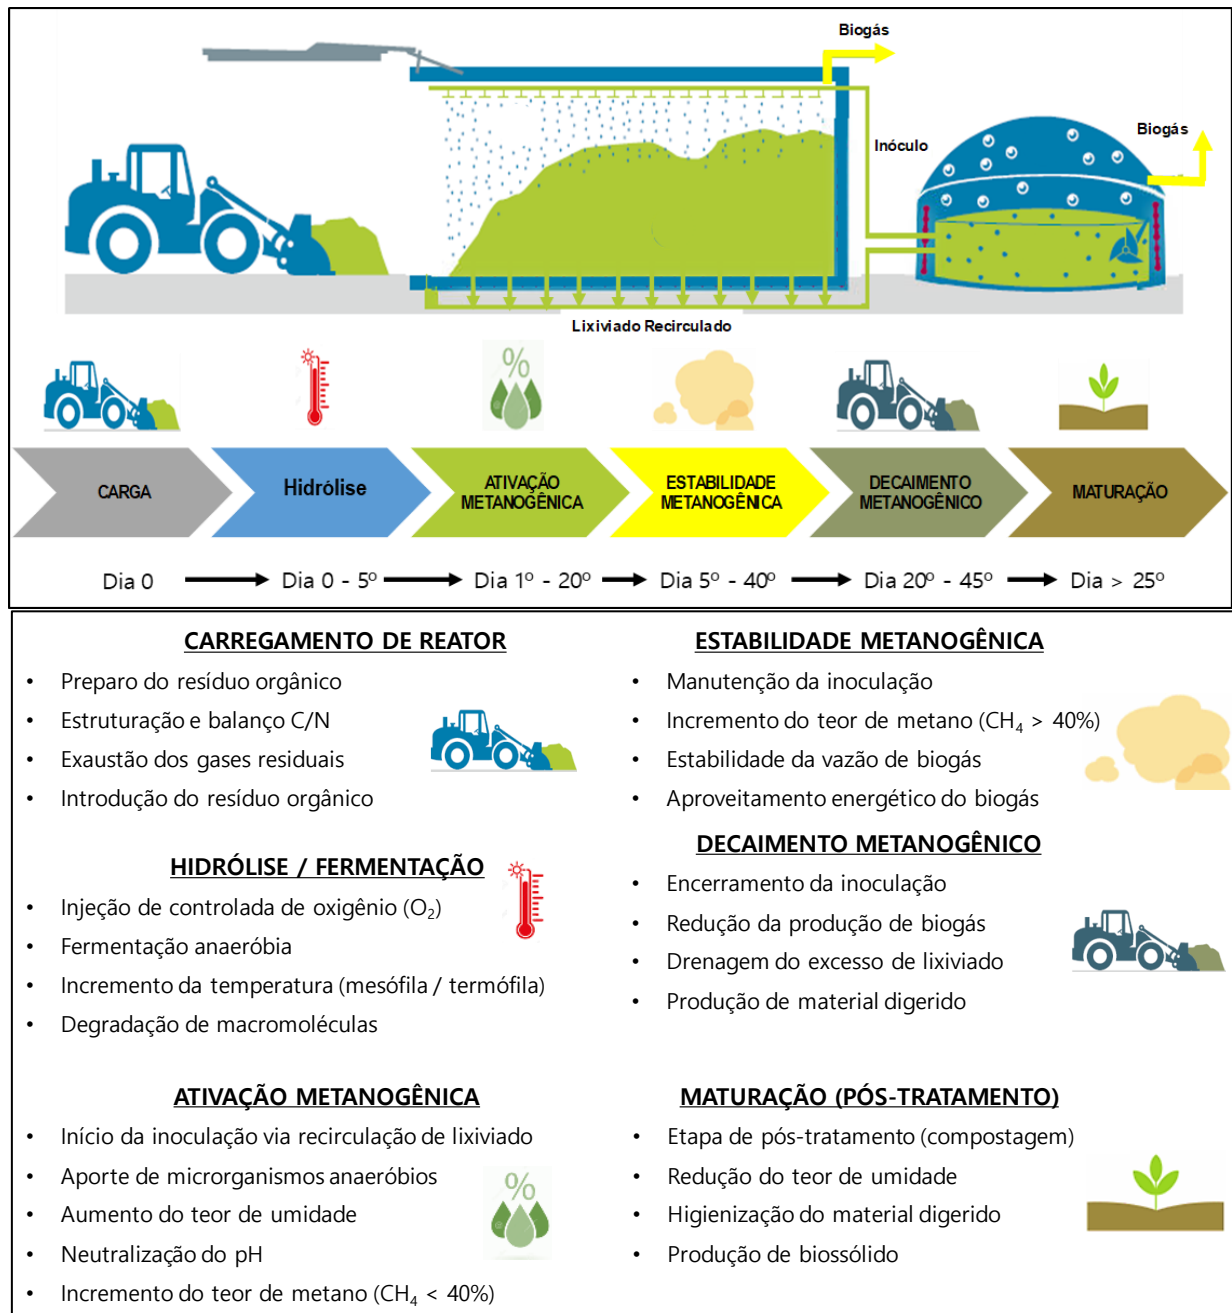 Biogás
Biogás
Inóculo
Lixiviado Recirculado
%
CARGA
Hidrólise
ATIVAÇÃO
METANOGÊNICA
ESTABILIDADE
METANOGÊNICA
DECAIMENTO
METANOGÊNICO
MATURAÇÃO
Dia 0
Dia 0 - 5º
Dia 1º - 20º
Dia 5º - 40º
Dia 20º - 45º
Dia > 25º
CARREGAMENTO DE REATOR
• Preparo do resíduo orgânico
• Estruturação e balanço C/N
• Exaustão dos gases residuais
• Introdução do resíduo orgânico
HIDRÓLISE / FERMENTAÇÃO
• Injeção de controlada de oxigênio (O₂)
• Fermentação anaeróbia
• Incremento da temperatura (mesófila / termófila)
• Degradação de macromoléculas
ATIVAÇÃO METANOGÊNICA
• Início da inoculação via recirculação de lixiviado
• Aporte de microrganismos anaeróbios
• Aumento do teor de umidade
• Neutralização do pH
• Incremento do teor de metano (CH₄ < 40%)
%
ESTABILIDADE METANOGÊNICA
• Manutenção da inoculação
• Incremento do teor de metano (CH₄ > 40%)
• Estabilidade da vazão de biogás
• Aproveitamento energético do biogás
DECAIMENTO METANOGÊNICO
• Encerramento da inoculação
• Redução da produção de biogás
• Drenagem do excesso de lixiviado
• Produção de material digerido
MATURAÇÃO (PÓS-TRATAMENTO)
• Etapa de pós-tratamento (compostagem)
• Redução do teor de umidade
• Higienização do material digerido
• Produção de biossólido